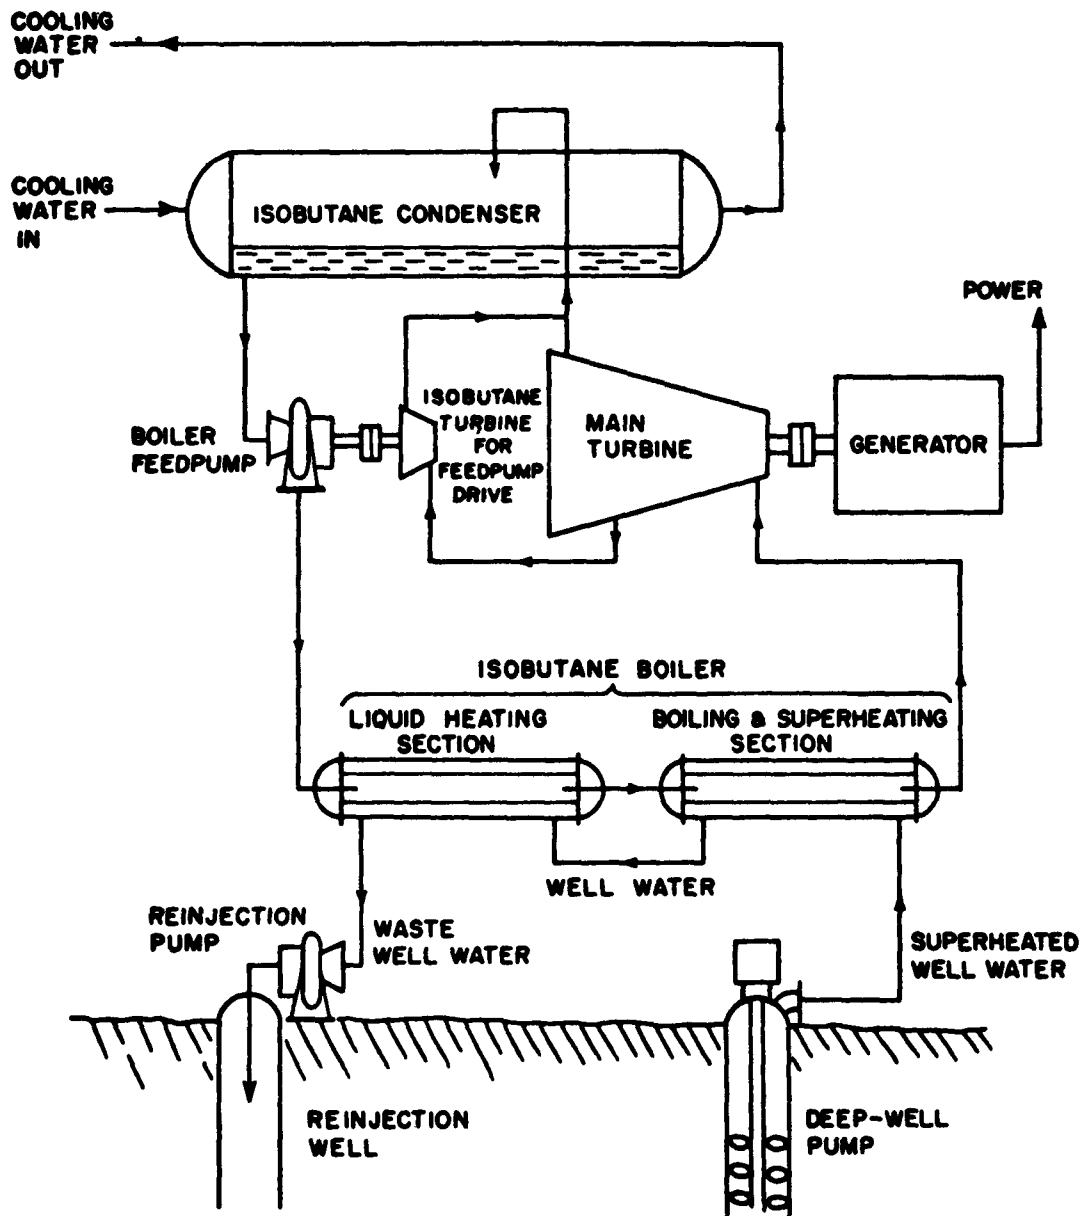 COOLING
WATER
OUT
COOLING
WATER
IN
ISOBUTANE CONDENSER
POWER
BOILER
FEEDPUMP
ISOBUTANE
TURBINE
FOR
FEEDPUMP
DRIVE
MAIN
TURBINE
GENERATOR
ISOBUTANE BOILER
LIQUID HEATING
SECTION
BOILING & SUPERHEATING
SECTION
WELL WATER
REINJECTION
PUMP
WASTE
WELL WATER
SUPERHEATED
WELL WATER
REINJECTION
WELL
DEEP-WELL
PUMP